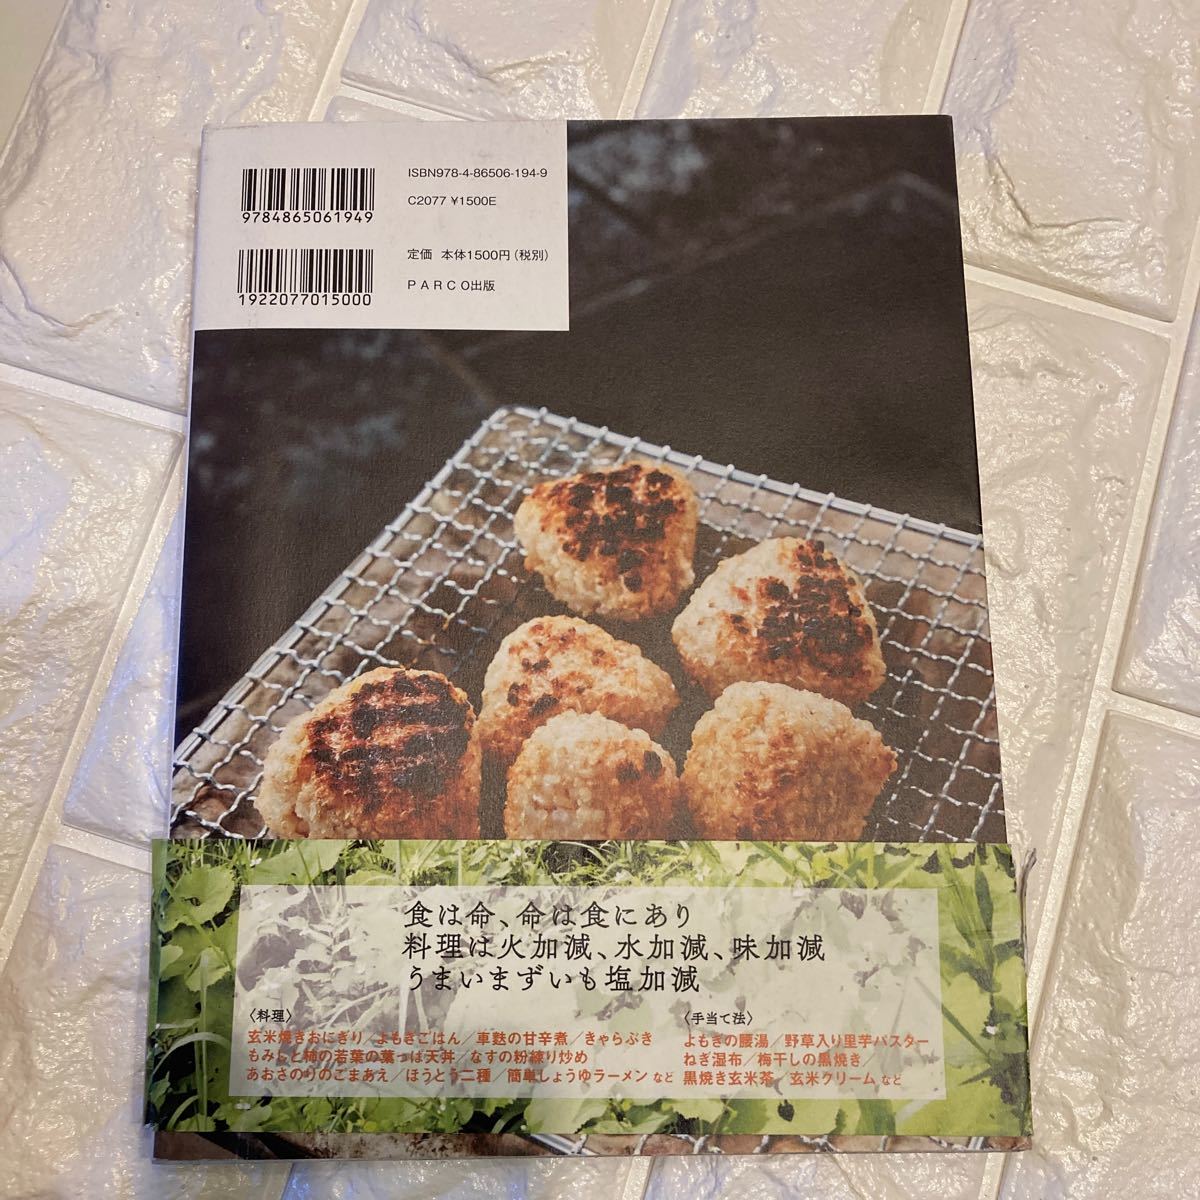 ISBN978-4-86506-194-9
9784865061949
C2077 ¥1500E
定価 本体1500円(税別)
1922077015000
PARCO出版
食は命、命は食にあり
料理は火加減、水加減、味加減
うまいまずいも塩加減
〈料理〉
玄米焼きおにぎり／よもぎごはん／車麩の甘辛煮／きゃらぶき
もみじと柿の若葉の葉っぱ天丼／なすの粉練り炒め
あおさのりのごまあえ／ほうとう二種／簡単しょうゆラーメン など
〈手当て法〉
よもぎの腰湯／野草入り里芋パスター
ねぎ湿布／梅干しの黒焼き／
黒焼き玄米茶／玄米クリーム など